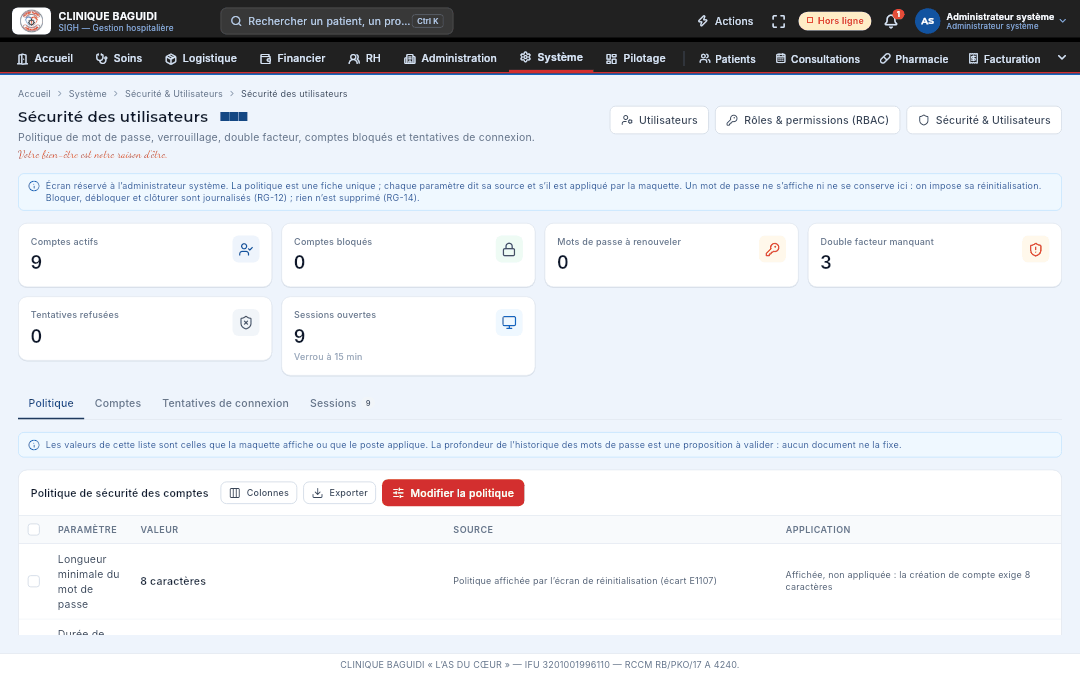 CLINIQUE BAGUIDI
SIGH — Gestion hospitalière
Rechercher un patient, un pro... Ctrl K
Actions
Hors ligne
1
AS
Administrateur système
Administrateur système
Accueil
Soins
Logistique
Financier
RH
Administration
Système
Pilotage
Patients
Consultations
Pharmacie
Facturation
Accueil > Système > Sécurité & Utilisateurs > Sécurité des utilisateurs
Sécurité des utilisateurs
Politique de mot de passe, verrouillage, double facteur, comptes bloqués et tentatives de connexion.
Votre bien-être est notre raison d'être.
Utilisateurs
Rôles & permissions (RBAC)
Sécurité & Utilisateurs
Écran réservé à l'administrateur système. La politique est une fiche unique ; chaque paramètre dit sa source et s'il est appliqué par la maquette. Un mot de passe ne s'affiche ni ne se conserve ici : on impose sa réinitialisation.
Bloquer, débloquer et clôturer sont journalisés (RG-12) ; rien n'est supprimé (RG-14).
Comptes actifs
9
Comptes bloqués
0
Mots de passe à renouveler
0
Double facteur manquant
3
Tentatives refusées
0
Sessions ouvertes
9
Verrou à 15 min
Politique
Comptes
Tentatives de connexion
Sessions 9
Les valeurs de cette liste sont celles que la maquette affiche ou que le poste applique. La profondeur de l'historique des mots de passe est une proposition à valider : aucun document ne la fixe.
Politique de sécurité des comptes
Colonnes
Exporter
Modifier la politique
PARAMÈTRE
VALEUR
SOURCE
APPLICATION
Longueur
minimale du
mot de
passe
8 caractères
Politique affichée par l'écran de réinitialisation (écart E1107)
Affichée, non appliquée : la création de compte exige 8
caractères
Durée de
CLINIQUE BAGUIDI « L'AS DU CŒUR » — IFU 3201001996110 — RCCM RB/PKO/17 A 4240.